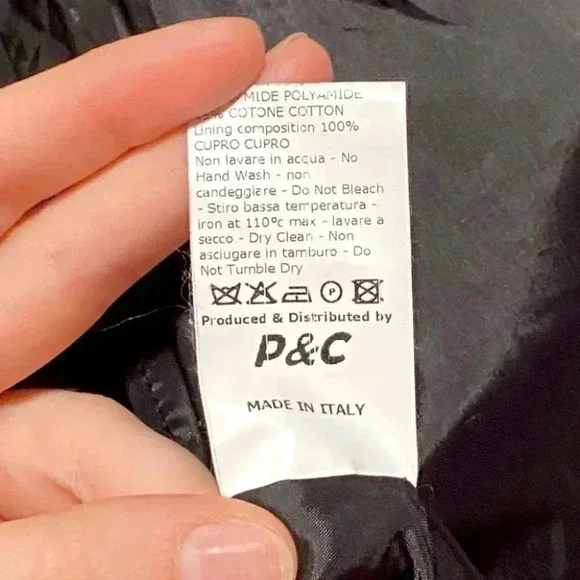 MIDE POLYAMIDE
% COTONE COTTON
Lining composition 100%
CUPRO CUPRO
Non lavare in acqua - No
Hand Wash - non
candeggiare - Do Not Bleach
- Stiro bassa temperatura -
iron at 110°c max - lavare a
secco - Dry Clean - Non
asciugare in tamburo - Do
Not Tumble Dry
P
Produced & Distributed by
P&C
MADE IN ITALY